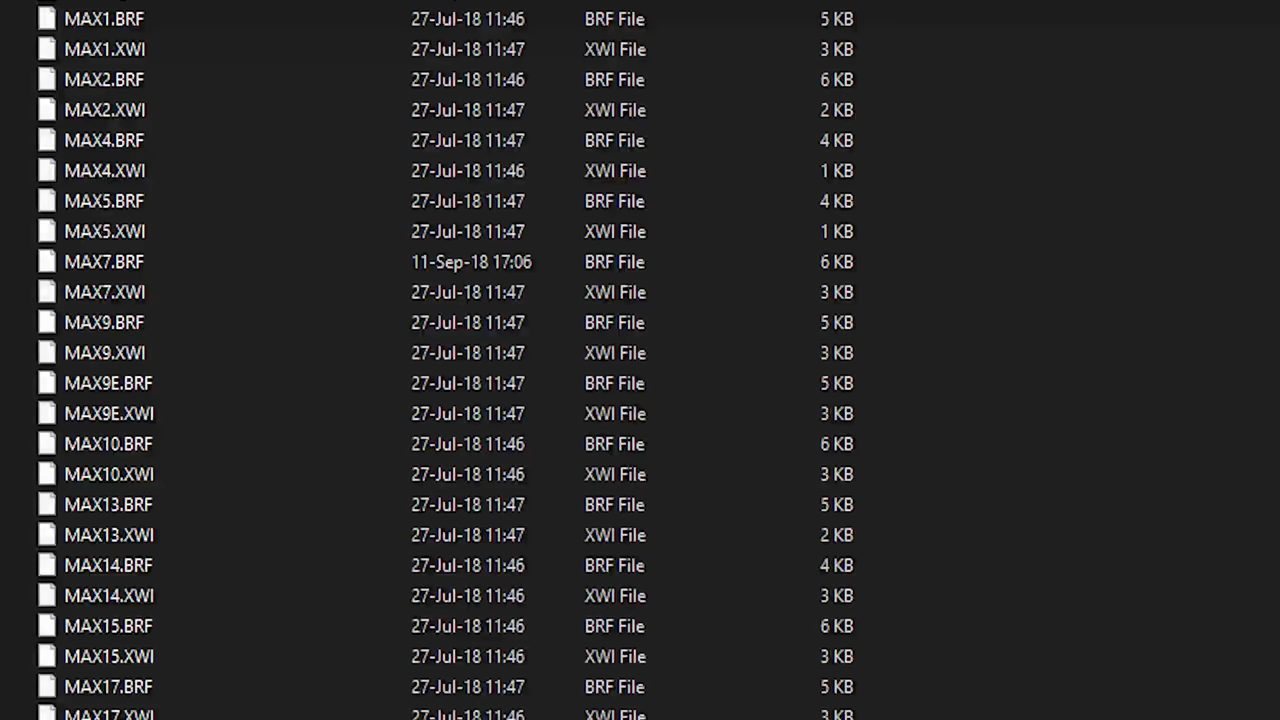 MAX1.BRF 27-Jul-18 11:46 BRF File 5 KB
MAX1.XWI 27-Jul-18 11:47 XWI File 3 KB
MAX2.BRF 27-Jul-18 11:46 BRF File 6 KB
MAX2.XWI 27-Jul-18 11:47 XWI File 2 KB
MAX4.BRF 27-Jul-18 11:47 BRF File 4 KB
MAX4.XWI 27-Jul-18 11:46 XWI File 1 KB
MAX5.BRF 27-Jul-18 11:47 BRF File 4 KB
MAX5.XWI 27-Jul-18 11:47 XWI File 1 KB
MAX7.BRF 11-Sep-18 17:06 BRF File 6 KB
MAX7.XWI 27-Jul-18 11:47 XWI File 3 KB
MAX9.BRF 27-Jul-18 11:47 BRF File 5 KB
MAX9.XWI 27-Jul-18 11:47 XWI File 3 KB
MAX9E.BRF 27-Jul-18 11:47 BRF File 5 KB
MAX9E.XWI 27-Jul-18 11:47 XWI File 3 KB
MAX10.BRF 27-Jul-18 11:46 BRF File 6 KB
MAX10.XWI 27-Jul-18 11:46 XWI File 3 KB
MAX13.BRF 27-Jul-18 11:47 BRF File 5 KB
MAX13.XWI 27-Jul-18 11:47 XWI File 2 KB
MAX14.BRF 27-Jul-18 11:46 BRF File 4 KB
MAX14.XWI 27-Jul-18 11:46 XWI File 3 KB
MAX15.BRF 27-Jul-18 11:46 BRF File 6 KB
MAX15.XWI 27-Jul-18 11:46 XWI File 3 KB
MAX17.BRF 27-Jul-18 11:47 BRF File 5 KB
MAX17.XWI 27-Jul-18 11:46 XWI File 3 KB